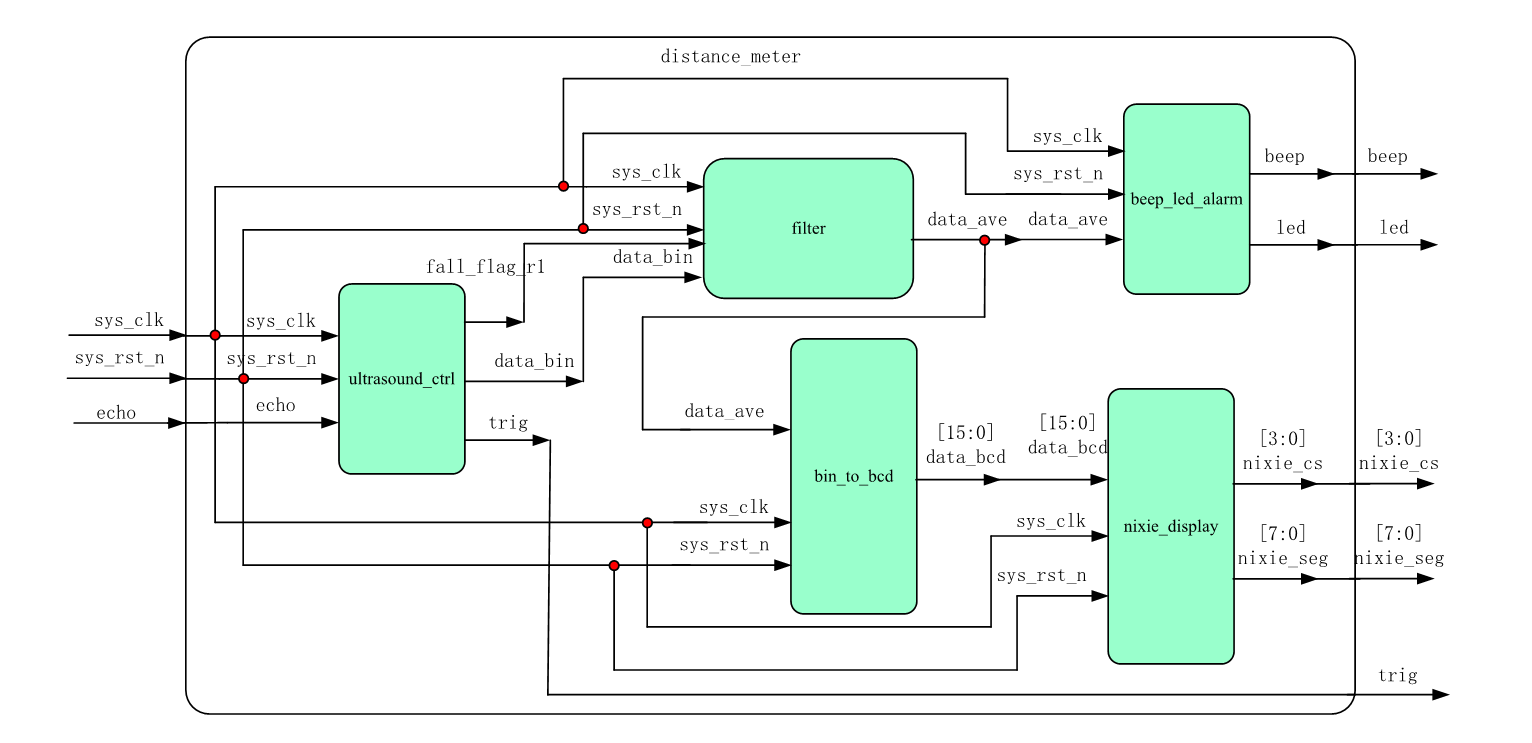 distance_meter
sys_clk
sys_rst_n
beep_led_alarm
beep
beep
led
led
sys_clk
sys_rst_n
filter
data_ave
data_ave
fall_flag_r1
data_bin
sys_clk
sys_clk
sys_rst_n
sys_rst_n
echo
echo
ultrasound_ctrl
data_bin
trig
data_ave
bin_to_bcd
sys_clk
sys_rst_n
[15:0]
data_bcd
[15:0]
data_bcd
sys_clk
sys_rst_n
nixie_display
[3:0]
nixie_cs
[3:0]
nixie_cs
[7:0]
nixie_seg
[7:0]
nixie_seg
trig